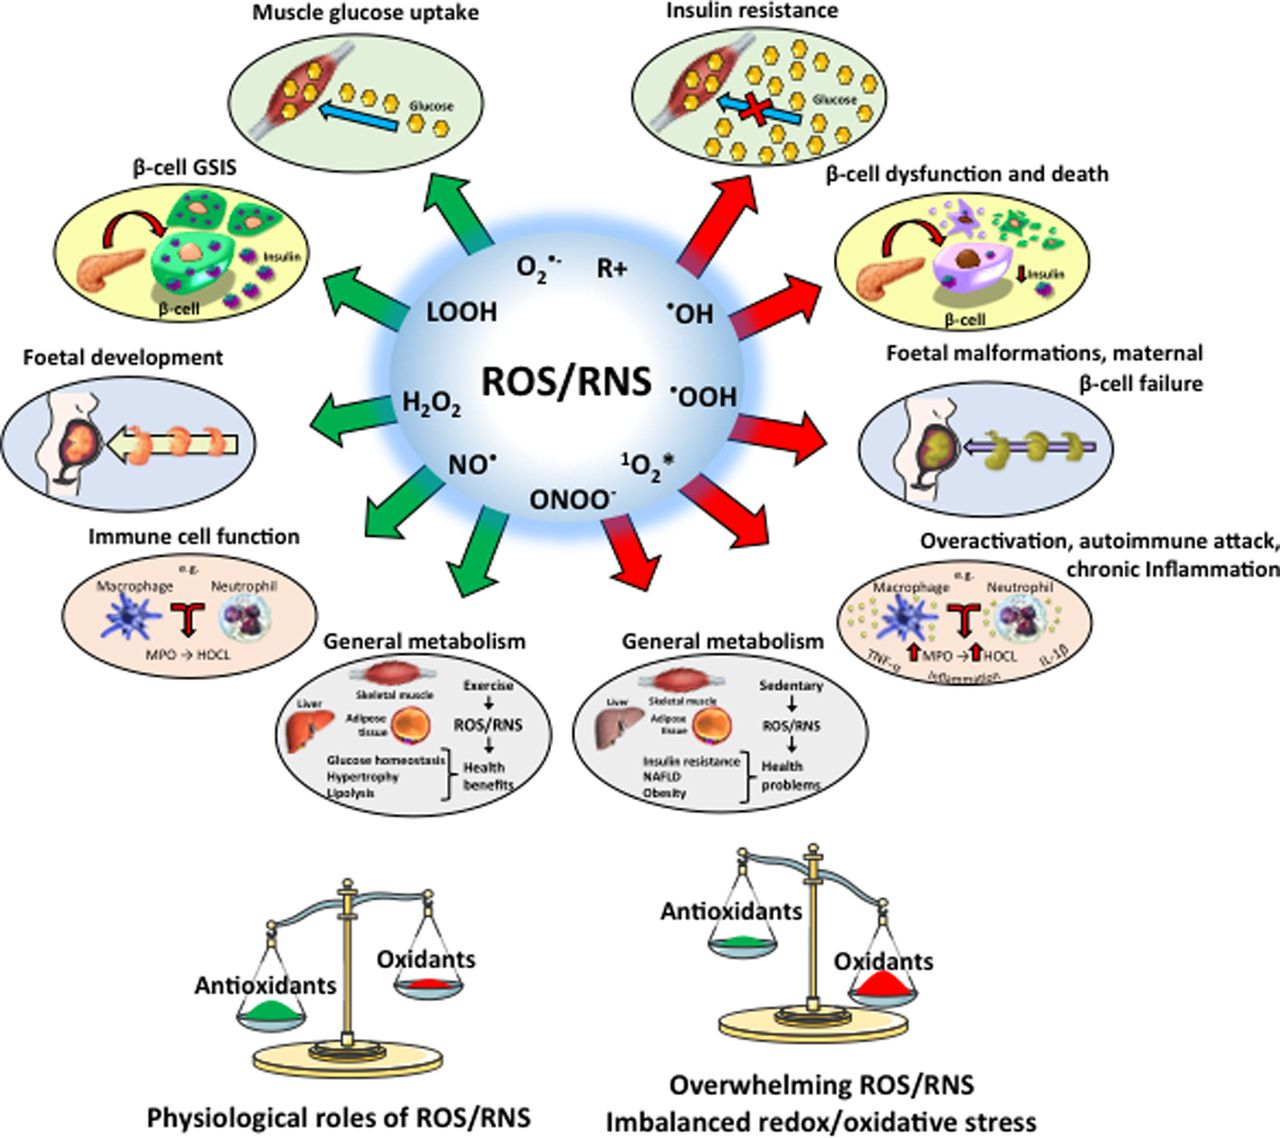 Muscle glucose uptake
Glucose
Insulin resistance
Glucose
β-cell GSIS
Insulin
β-cell
β-cell dysfunction and death
Insulin
β-cell
Foetal development
Foetal malformations, maternal
β-cell failure
O₂•- R+
LOOH •OH
ROS/RNS
H₂O₂ •OOH
NO• ¹O₂*
ONOO-
Immune cell function
e.g.
Macrophage Neutrophil
MPO → HOCL
Overactivation, autoimmune attack,
chronic Inflammation
e.g.
Macrophage Neutrophil
TNF-α MPO → HOCL IL-1β
Inflammation
General metabolism
Skeletal muscle
Liver
Adipose
tissue
Exercise
ROS/RNS
Glucose homeostasis
Hypertrophy
Lipolysis
Health
benefits
General metabolism
Skeletal muscle
Liver
Adipose
tissue
Sedentary
ROS/RNS
Insulin resistance
NAFLD
Obesity
Health
problems
Antioxidants
Oxidants
Physiological roles of ROS/RNS
Antioxidants
Oxidants
Overwhelming ROS/RNS
Imbalanced redox/oxidative stress